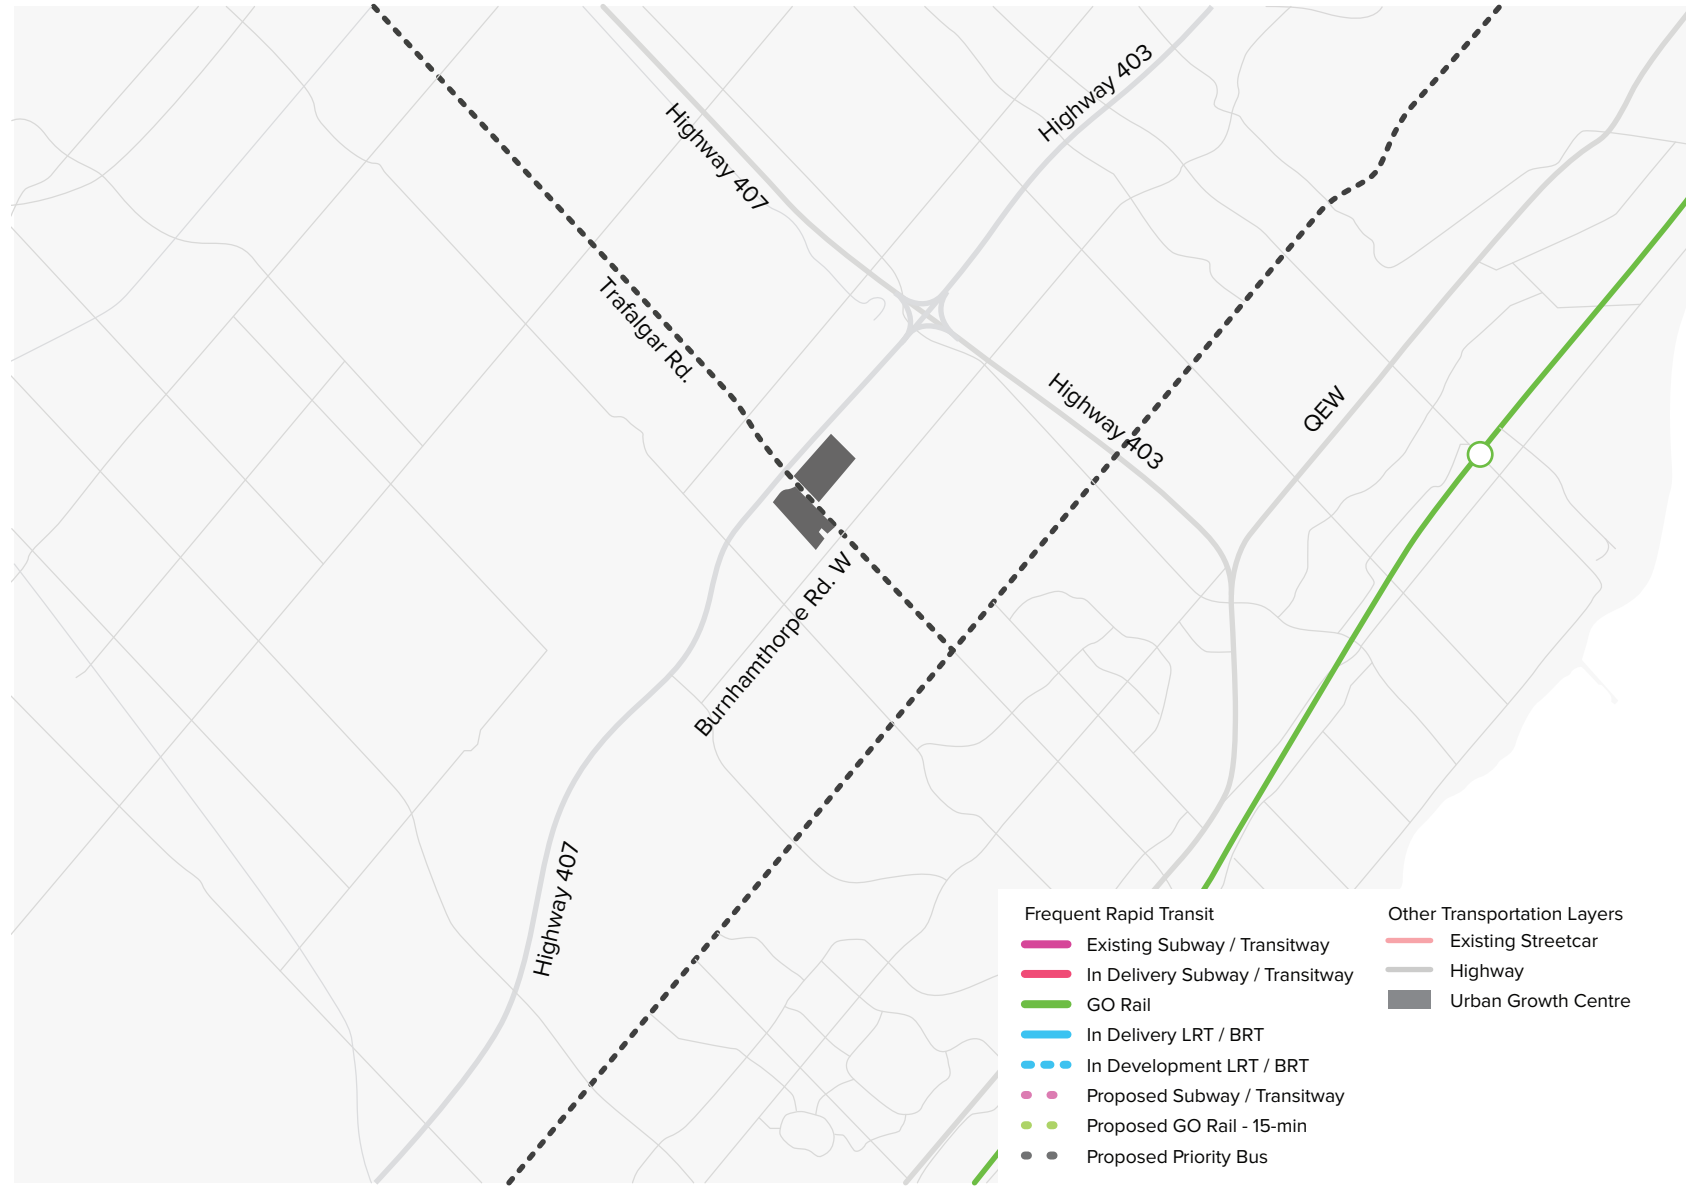 Highway 403
Highway 407
Trafalgar Rd.
Highway 403
QEW
Burnhamthorpe Rd. W
Highway 407
Frequent Rapid Transit
Existing Subway / Transitway
In Delivery Subway / Transitway
GO Rail
In Delivery LRT / BRT
In Development LRT / BRT
Proposed Subway / Transitway
Proposed GO Rail - 15-min
Proposed Priority Bus
Other Transportation Layers
Existing Streetcar
Highway
Urban Growth Centre